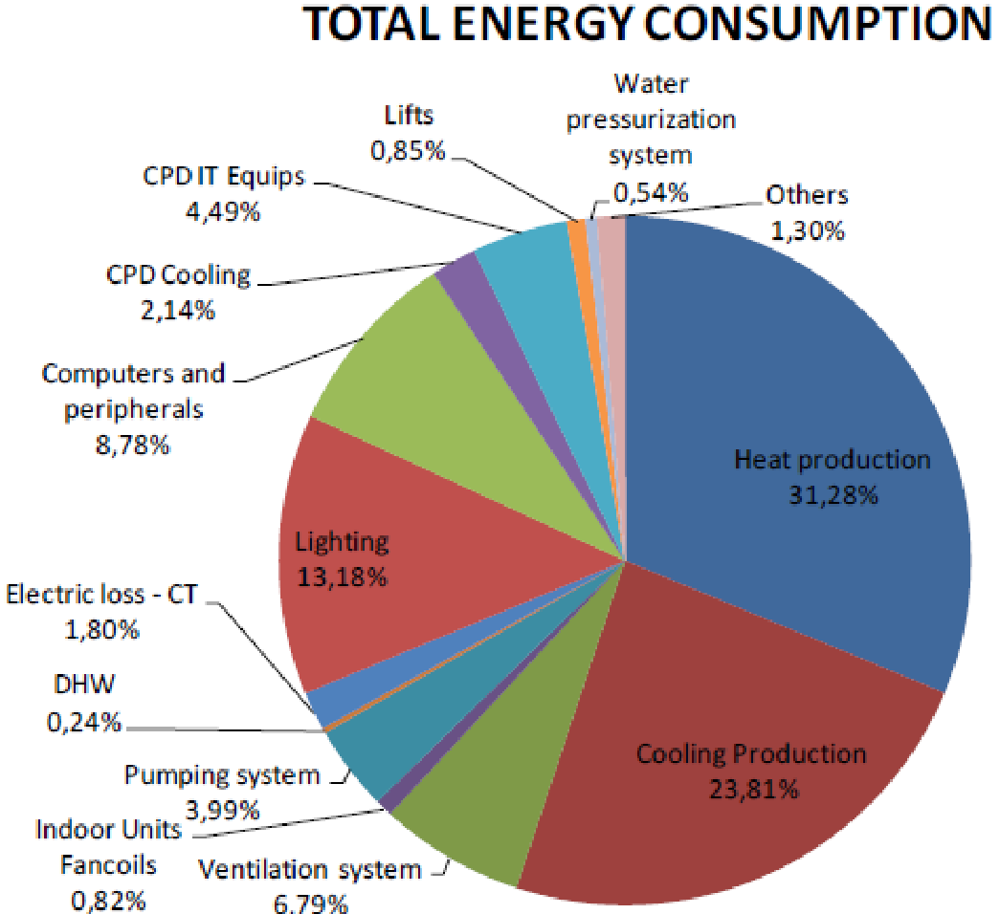 TOTAL ENERGY CONSUMPTION
Water
pressurization
system
0,54%
Lifts
0,85%
Others
1,30%
CPD IT Equips
4,49%
CPD Cooling
2,14%
Computers and
peripherals
8,78%
Heat production
31,28%
Lighting
13,18%
Electric loss - CT
1,80%
DHW
0,24%
Cooling Production
23,81%
Pumping system
3,99%
Indoor Units
Fancoils
0,82%
Ventilation system
6,79%